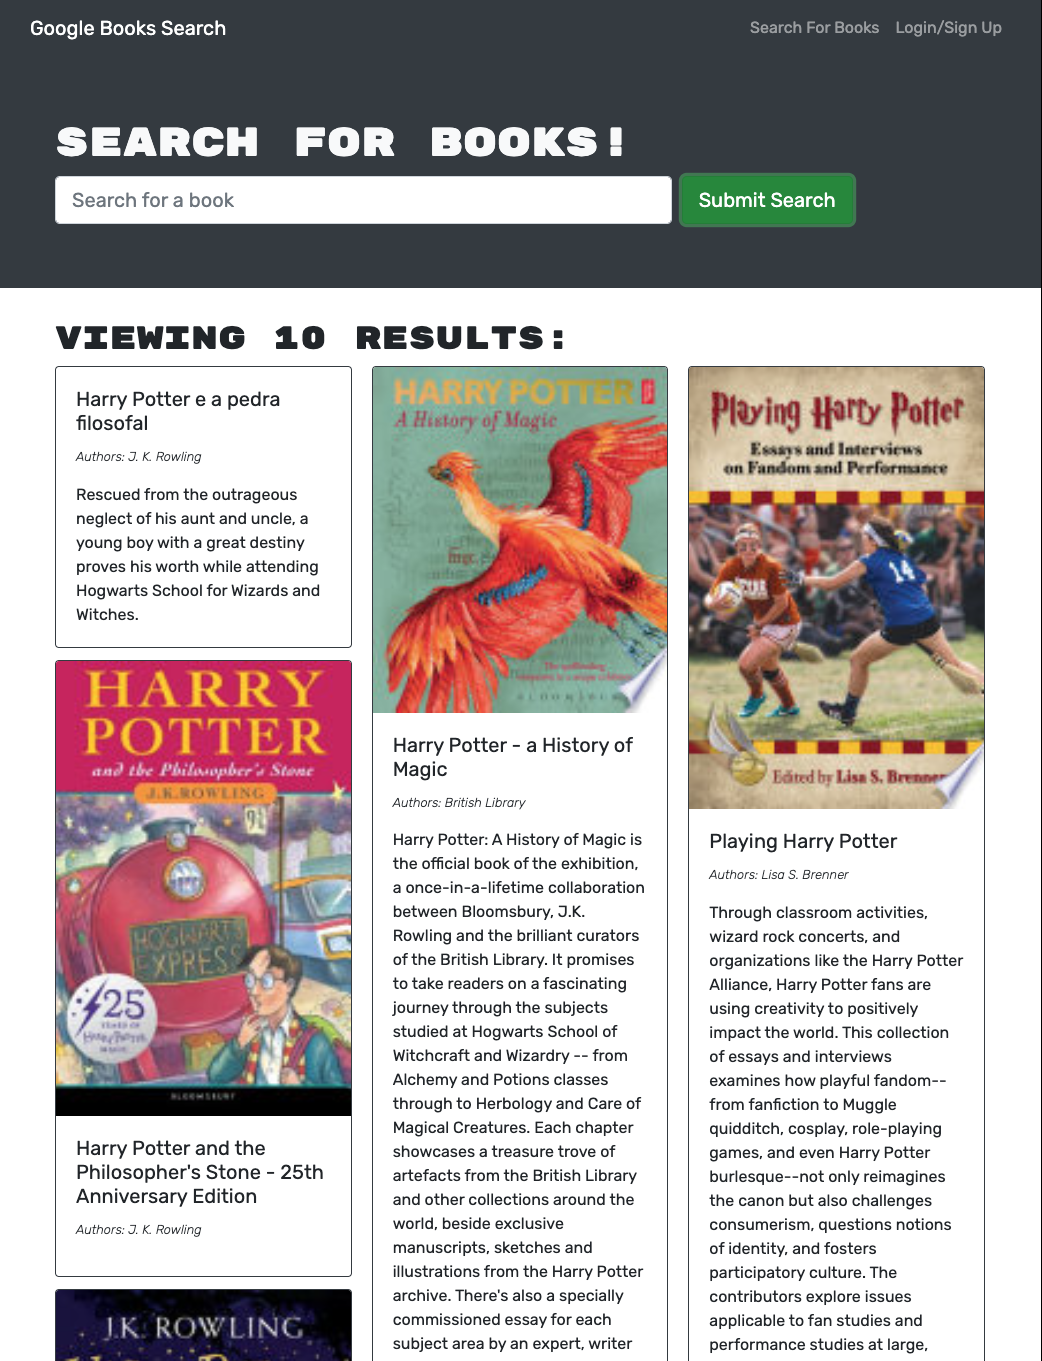 Google Books Search
Search For Books
Login/Sign Up
SEARCH FOR BOOKS!
Search for a book
Submit Search
VIEWING 10 RESULTS:
Harry Potter e a pedra
filosofal
Authors: J. K. Rowling
Rescued from the outrageous
neglect of his aunt and uncle, a
young boy with a great destiny
proves his worth while attending
Hogwarts School for Wizards and
Witches.
HARRY
POTTER
and the Philosopher's Stone
J.K.ROWLING
HOGWARTS
EXPRESS
25
YEARS OF
BLOOMSBURY
Harry Potter and the
Philosopher's Stone - 25th
Anniversary Edition
Authors: J. K. Rowling
J.K. ROWLING
HARRY POTTER
A History of Magic
BLOOMSBURY
Harry Potter - a History of
Magic
Authors: British Library
Harry Potter: A History of Magic is
the official book of the exhibition,
a once-in-a-lifetime collaboration
between Bloomsbury, J.K.
Rowling and the brilliant curators
of the British Library. It promises
to take readers on a fascinating
journey through the subjects
studied at Hogwarts School of
Witchcraft and Wizardry -- from
Alchemy and Potions classes
through to Herbology and Care of
Magical Creatures. Each chapter
showcases a treasure trove of
artefacts from the British Library
and other collections around the
world, beside exclusive
manuscripts, sketches and
illustrations from the Harry Potter
archive. There's also a specially
commissioned essay for each
subject area by an expert, writer
Playing Harry Potter
Essays and Interviews
on Fandom and Performance
14
Edited by Lisa S. Brenner
Playing Harry Potter
Authors: Lisa S. Brenner
Through classroom activities,
wizard rock concerts, and
organizations like the Harry Potter
Alliance, Harry Potter fans are
using creativity to positively
impact the world. This collection
of essays and interviews
examines how playful fandom--
from fanfiction to Muggle
quidditch, cosplay, role-playing
games, and even Harry Potter
burlesque--not only reimagines
the canon but also challenges
consumerism, questions notions
of identity, and fosters
participatory culture. The
contributors explore issues
applicable to fan studies and
performance studies at large,